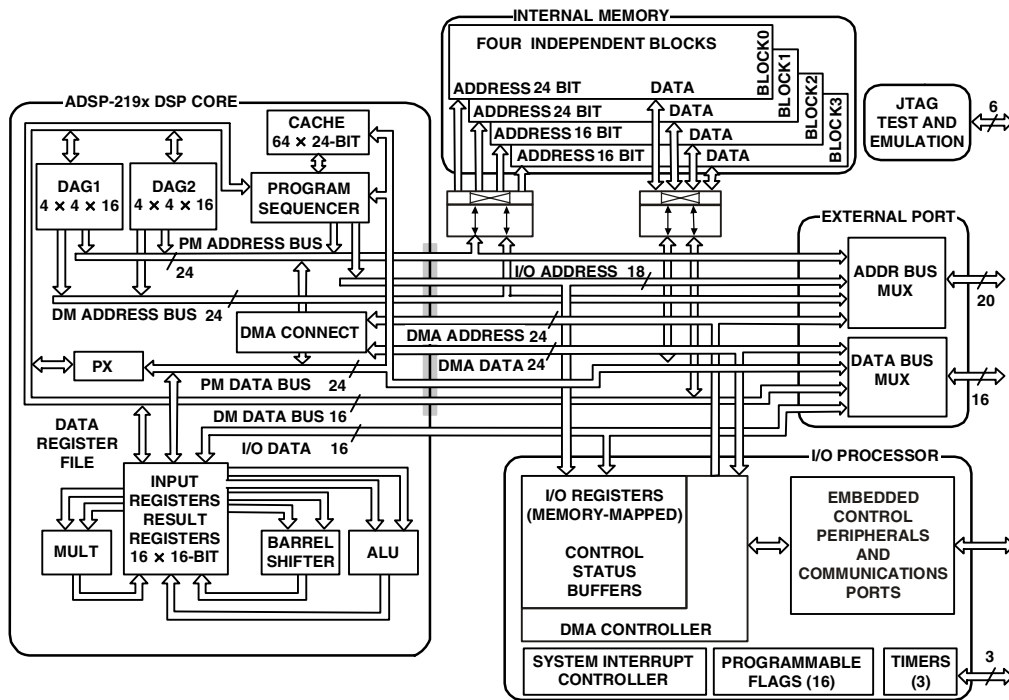 INTERNAL MEMORY
FOUR INDEPENDENT BLOCKS
BLOCK0
ADDRESS 24 BIT DATA
BLOCK1
ADDRESS 24 BIT DATA
BLOCK2
ADDRESS 16 BIT DATA
BLOCK3
ADDRESS 16 BIT DATA
JTAG
TEST AND
EMULATION
6
ADSP-219x DSP CORE
CACHE
64 × 24-BIT
DAG1
4 × 4 × 16
DAG2
4 × 4 × 16
PROGRAM
SEQUENCER
EXTERNAL PORT
PM ADDRESS BUS
24
I/O ADDRESS 18
ADDR BUS
MUX
20
DM ADDRESS BUS 24
DMA CONNECT
DMA ADDRESS 24
DMA DATA 24
DATA BUS
MUX
16
PX
PM DATA BUS 24
DM DATA BUS 16
I/O DATA 16
DATA
REGISTER
FILE
INPUT
REGISTERS
RESULT
REGISTERS
16 × 16-BIT
MULT
BARREL
SHIFTER
ALU
I/O PROCESSOR
I/O REGISTERS
(MEMORY-MAPPED)
CONTROL
STATUS
BUFFERS
DMA CONTROLLER
EMBEDDED
CONTROL
PERIPHERALS
AND
COMMUNICATIONS
PORTS
SYSTEM INTERRUPT
CONTROLLER
PROGRAMMABLE
FLAGS (16)
TIMERS
(3)
3